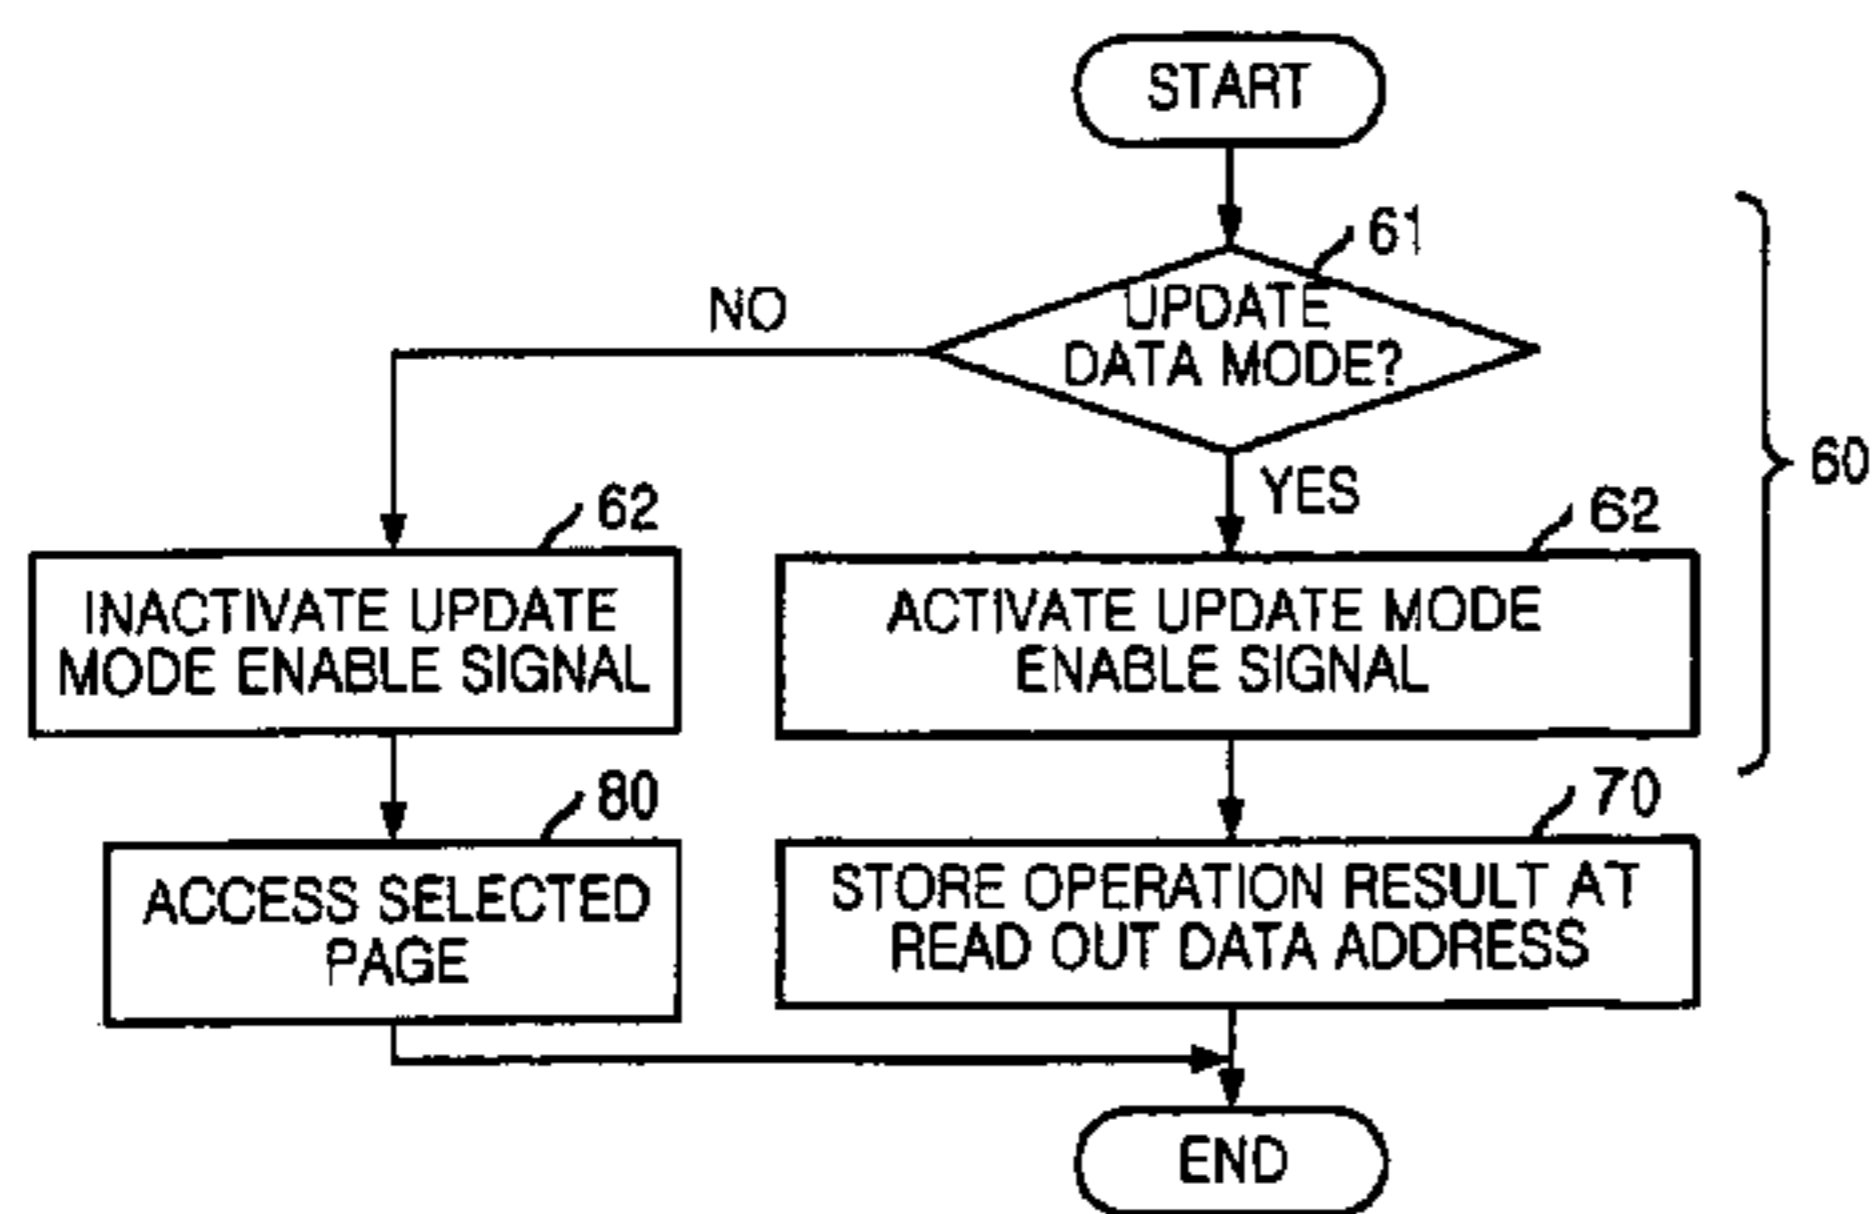 START
61
UPDATE
DATA MODE?
NO
YES
60
62
INACTIVATE UPDATE
MODE ENABLE SIGNAL
62
ACTIVATE UPDATE MODE
ENABLE SIGNAL
80
ACCESS SELECTED
PAGE
70
STORE OPERATION RESULT AT
READ OUT DATA ADDRESS
END